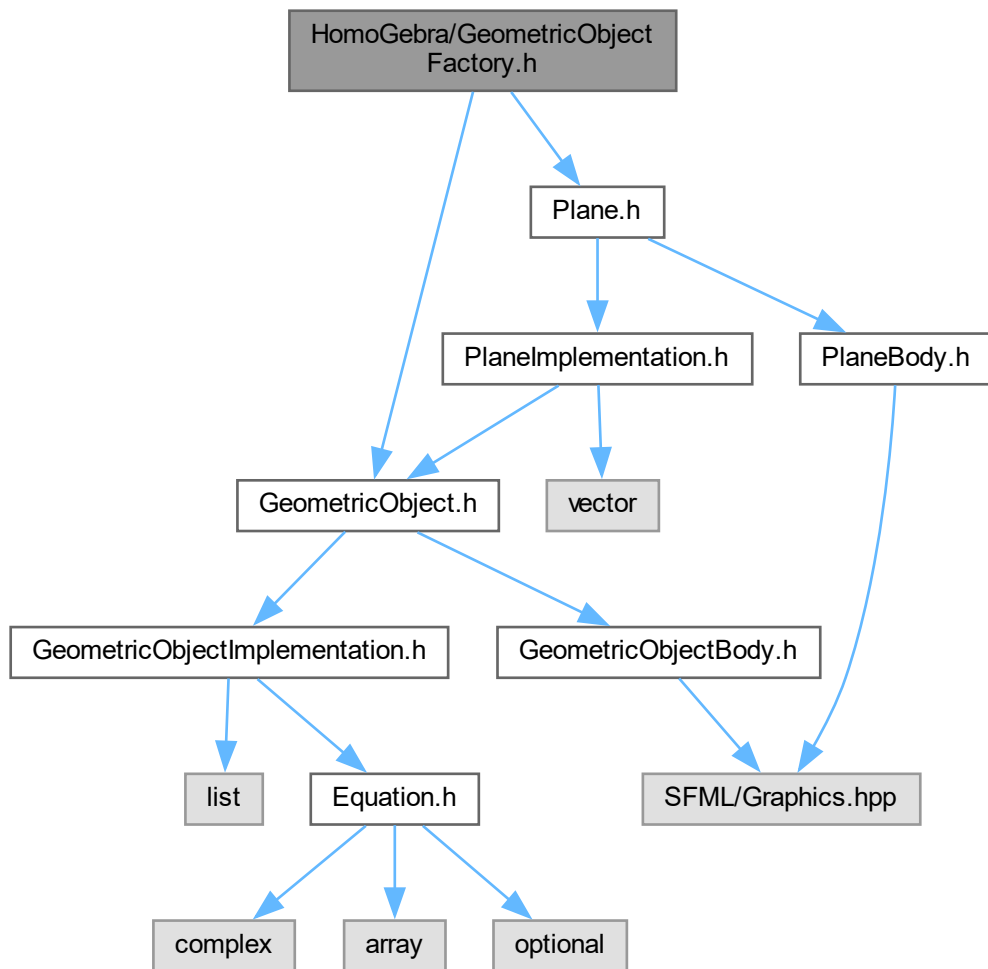 HomoGebra/GeometricObject
Factory.h
Plane.h
PlaneImplementation.h
PlaneBody.h
GeometricObject.h
vector
GeometricObjectImplementation.h
GeometricObjectBody.h
list
Equation.h
SFML/Graphics.hpp
complex
array
optional